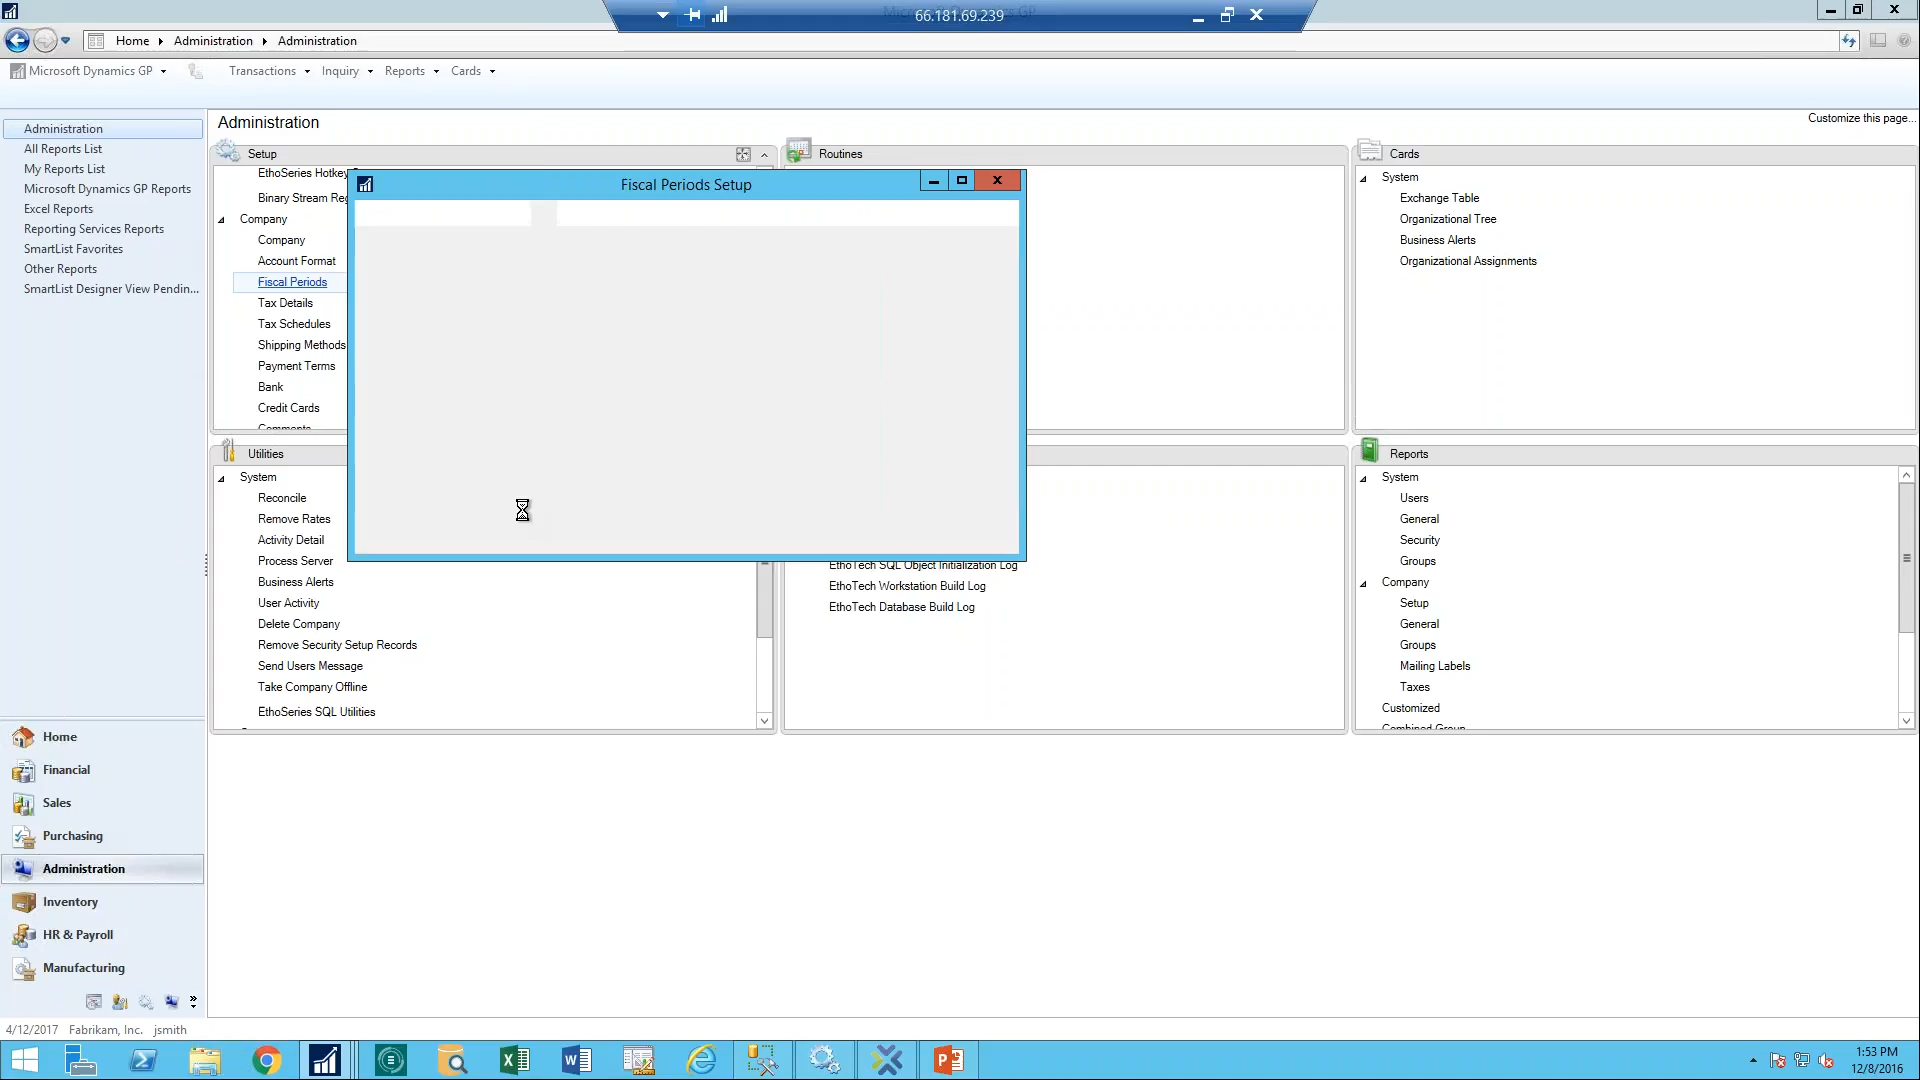 66.181.69.239
Home Administration Administration
Microsoft Dynamics GP Transactions Inquiry Reports Cards
Administration
All Reports List
My Reports List
Microsoft Dynamics GP Reports
Excel Reports
Reporting Services Reports
SmartList Favorites
Other Reports
SmartList Designer View Pendin...
Home
Financial
Sales
Purchasing
Administration
Inventory
HR & Payroll
Manufacturing
Administration
Customize this page...
Setup
EthoSeries Hotkey
Binary Stream Reg
Company
Company
Account Format
Fiscal Periods
Tax Details
Tax Schedules
Shipping Methods
Payment Terms
Bank
Credit Cards
Comments
Fiscal Periods Setup
Routines
Cards
System
Exchange Table
Organizational Tree
Business Alerts
Organizational Assignments
Utilities
System
Reconcile
Remove Rates
Activity Detail
Process Server
Business Alerts
User Activity
Delete Company
Remove Security Setup Records
Send Users Message
Take Company Offline
EthoSeries SQL Utilities
EthoTech SQL Object Initialization Log
EthoTech Workstation Build Log
EthoTech Database Build Log
Reports
System
Users
General
Security
Groups
Company
Setup
General
Groups
Mailing Labels
Taxes
Customized
Combined Group
4/12/2017 Fabrikam, Inc. jsmith
1:53 PM
12/8/2016